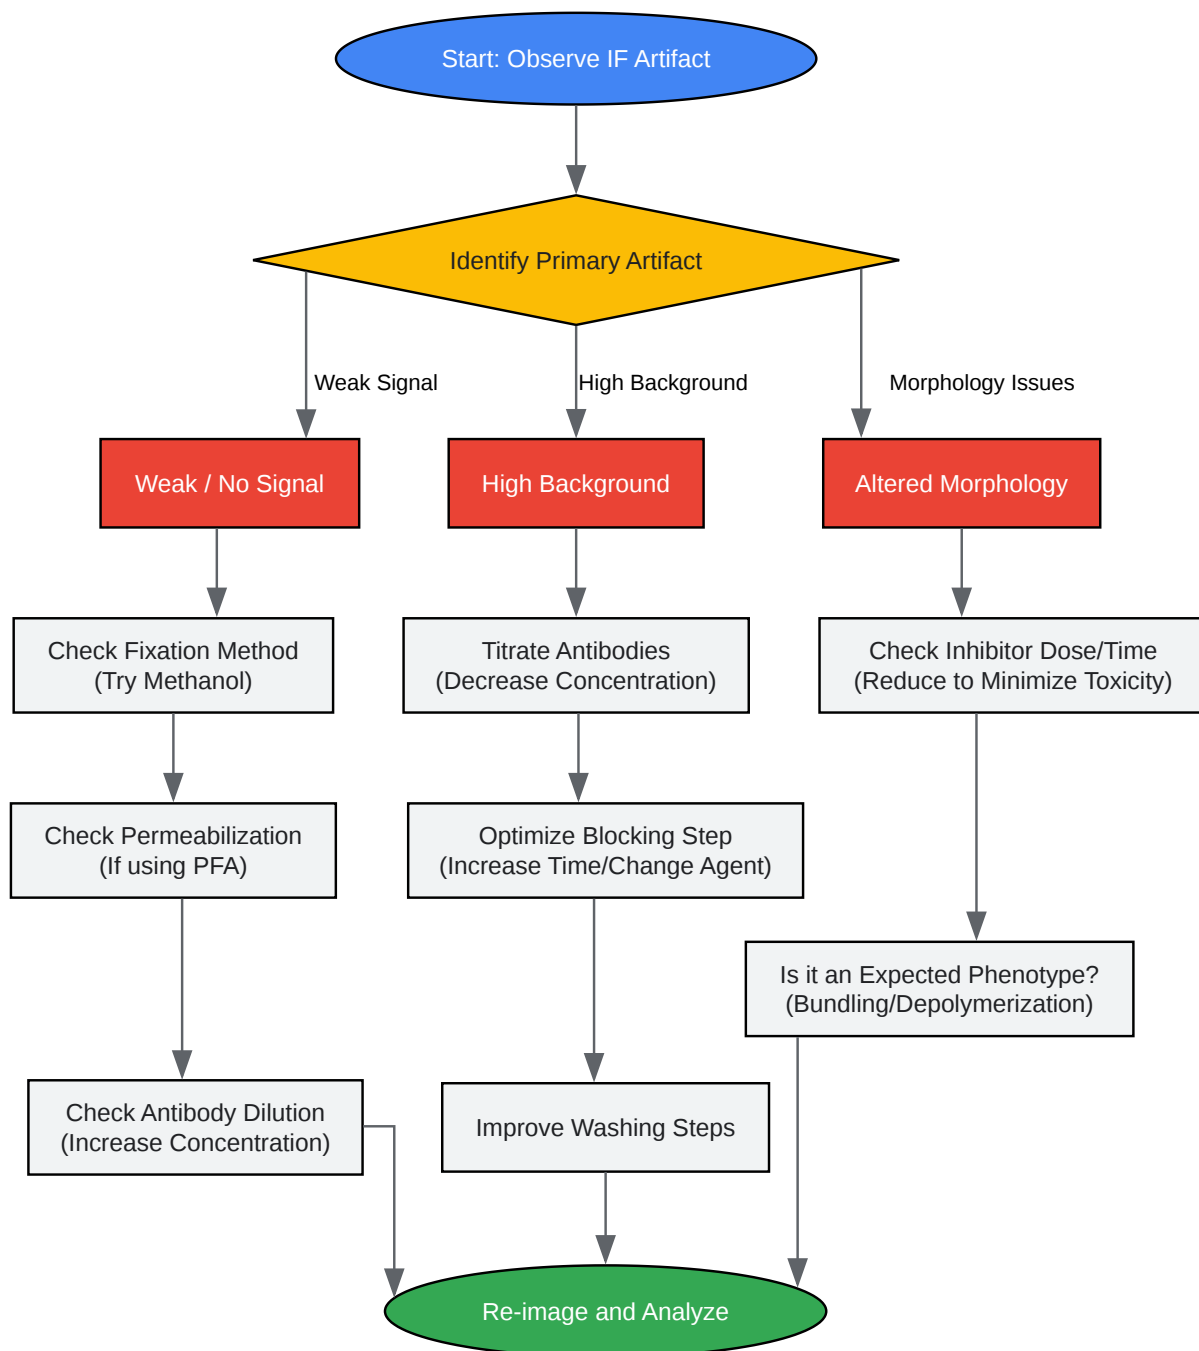 Start: Observe IF Artifact
Identify Primary Artifact
Weak Signal
High Background
Morphology Issues
Weak / No Signal
High Background
Altered Morphology
Check Fixation Method
(Try Methanol)
Titrate Antibodies
(Decrease Concentration)
Check Inhibitor Dose/Time
(Reduce to Minimize Toxicity)
Check Permeabilization
(If using PFA)
Optimize Blocking Step
(Increase Time/Change Agent)
Is it an Expected Phenotype?
(Bundling/Depolymerization)
Check Antibody Dilution
(Increase Concentration)
Improve Washing Steps
Re-image and Analyze